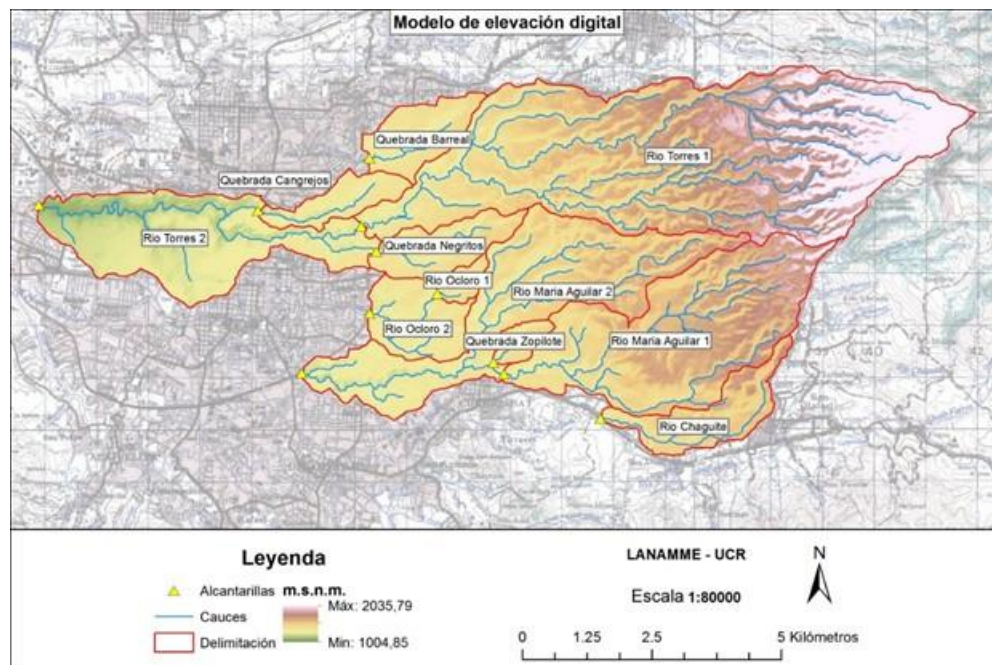 Modelo de elevación digital
Quebrada Barreal
Rio Torres 1
Quebrada Cangrejos
Rio Torres 2
Quebrada Negritos
Rio Ocloro 1
Rio Maria Aguilar 2
Rio Ocloro 2
Quebrada Zopilote
Rio Maria Aguilar 1
Rio Chaguite
Leyenda
Alcantarillas
Cauces
Delimitación
m.s.n.m.
Máx: 2035,79
Min: 1004,85
LANAMME - UCR
Escala 1:80000
N
0 1.25 2.5 5 Kilómetros